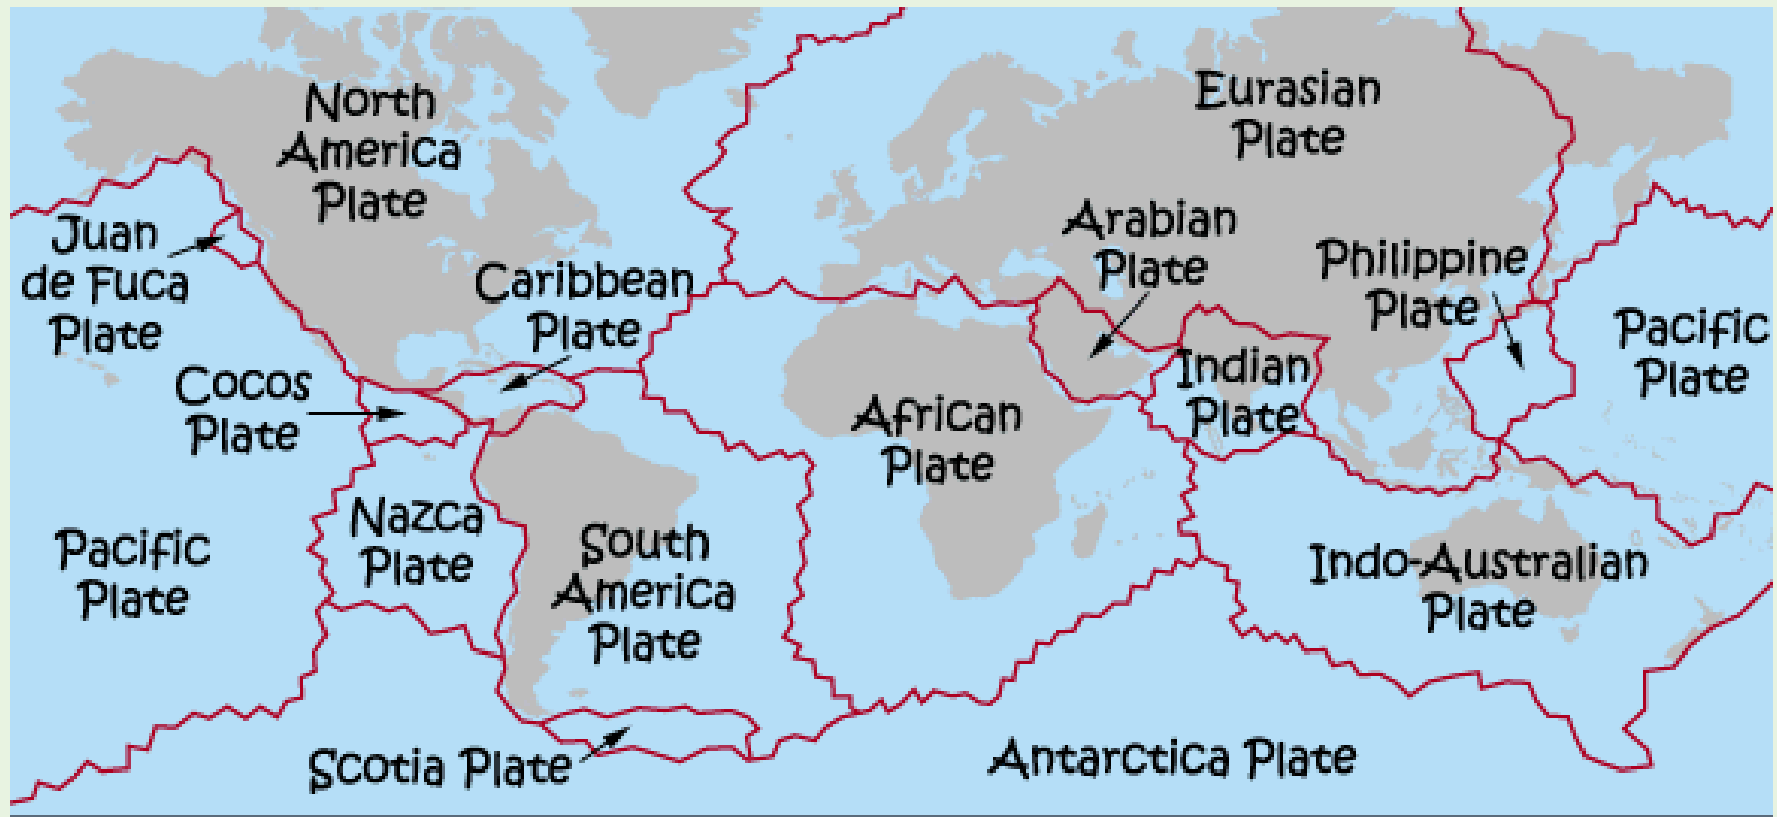 North
America
Plate
Eurasian
Plate
Juan
de Fuca
Plate
Arabian
Plate
Philippine
Plate
Caribbean
Plate
Pacific
Plate
Cocos
Plate
Indian
Plate
African
Plate
Nazca
Plate
Pacific
Plate
South
America
Plate
Indo-Australian
Plate
Scotia Plate
Antarctica Plate